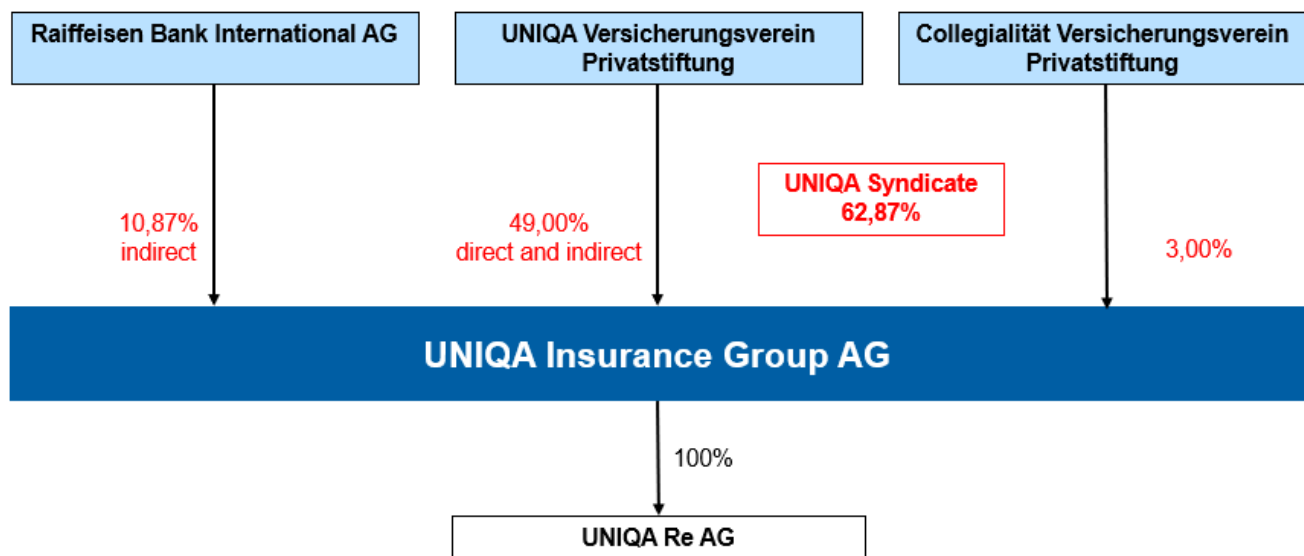 Raiffeisen Bank International AG
UNIQA Versicherungsverein
Privatstiftung
Collegialität Versicherungsverein
Privatstiftung
UNIQA Syndicate
62,87%
10,87%
indirect
49,00%
direct and indirect
3,00%
UNIQA Insurance Group AG
100%
UNIQA Re AG